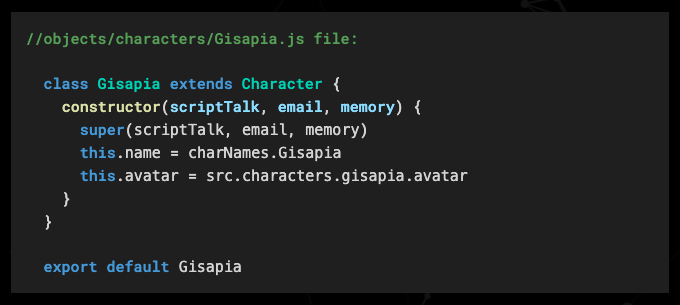 //objects/characters/Gisapia.js file:
class Gisapia extends Character {
constructor(scriptTalk, email, memory) {
super(scriptTalk, email, memory)
this.name = charNames.Gisapia
this.avatar = src.characters.gisapia.avatar
}
}
export default Gisapia